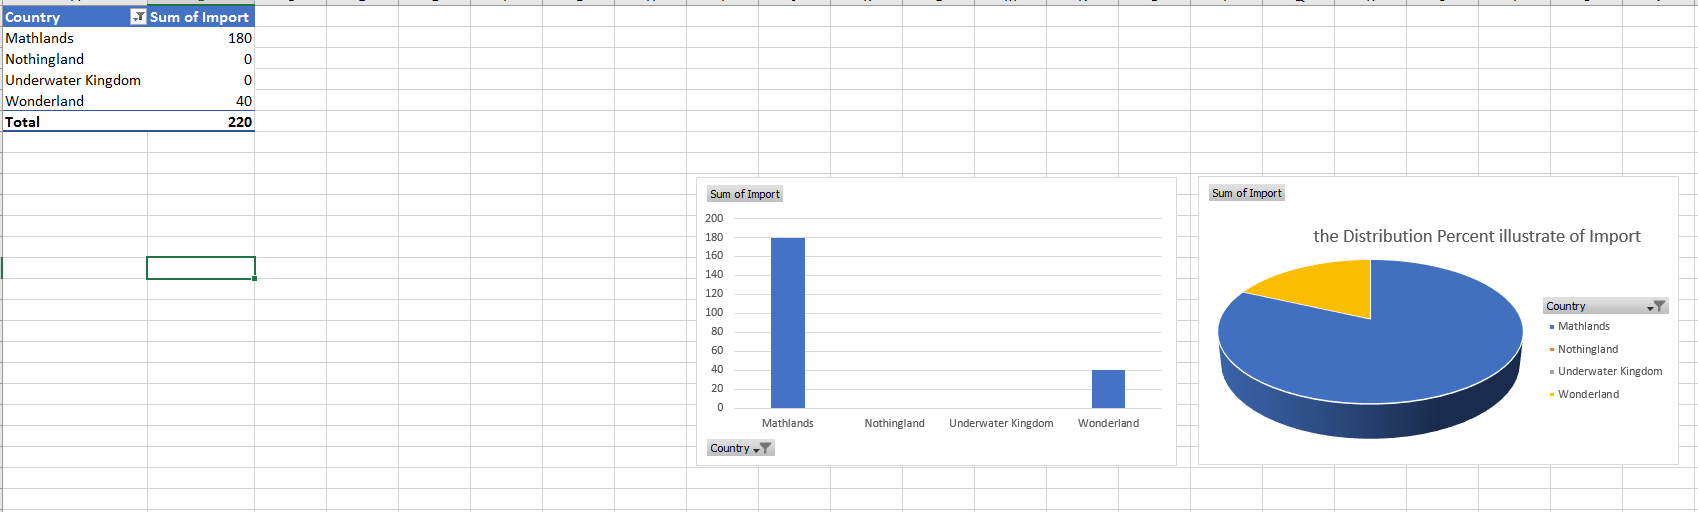 Country Sum of Import
Mathlands 180
Nothingland 0
Underwater Kingdom 0
Wonderland 40
Total 220
Sum of Import
200
180
160
140
120
100
80
60
40
20
0
Mathlands Nothingland Underwater Kingdom Wonderland
Country
Sum of Import
the Distribution Percent illustrate of Import
Country
Mathlands
Nothingland
Underwater Kingdom
Wonderland